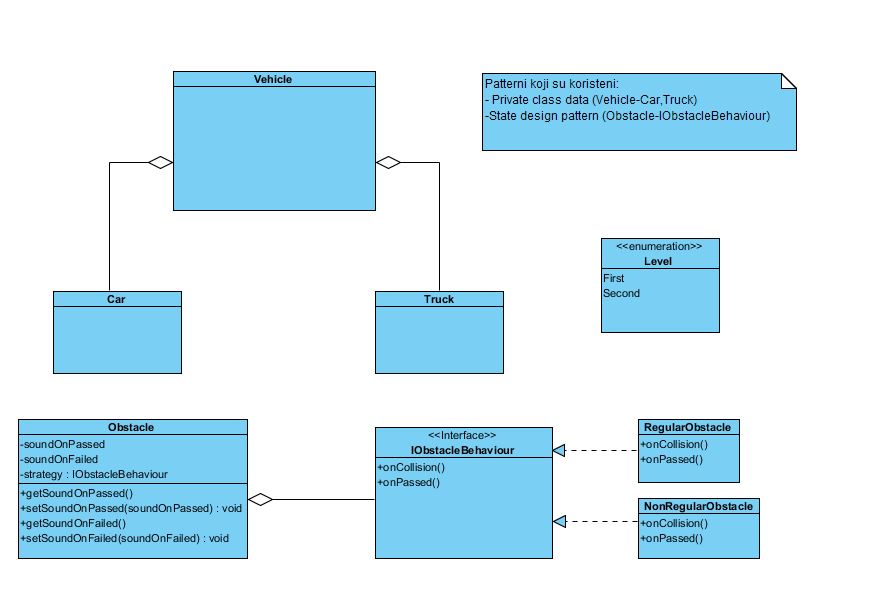 Vehicle
Patterni koji su koristeni:
- Private class data (Vehicle-Car,Truck)
-State design pattern (Obstacle-IObstacleBehaviour)
<<enumeration>>
Level
First
Second
Car
Truck
Obstacle
-soundOnPassed
-soundOnFailed
-strategy : IObstacleBehaviour
+getSoundOnPassed()
+setSoundOnPassed(soundOnPassed) : void
+getSoundOnFailed()
+setSoundOnFailed(soundOnFailed) : void
<<Interface>>
IObstacleBehaviour
+onCollision()
+onPassed()
RegularObstacle
+onCollision()
+onPassed()
NonRegularObstacle
+onCollision()
+onPassed()